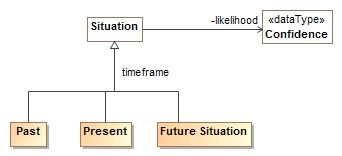 Situation
-likelihood
«dataType»
Confidence
timeframe
Past
Present
Future Situation